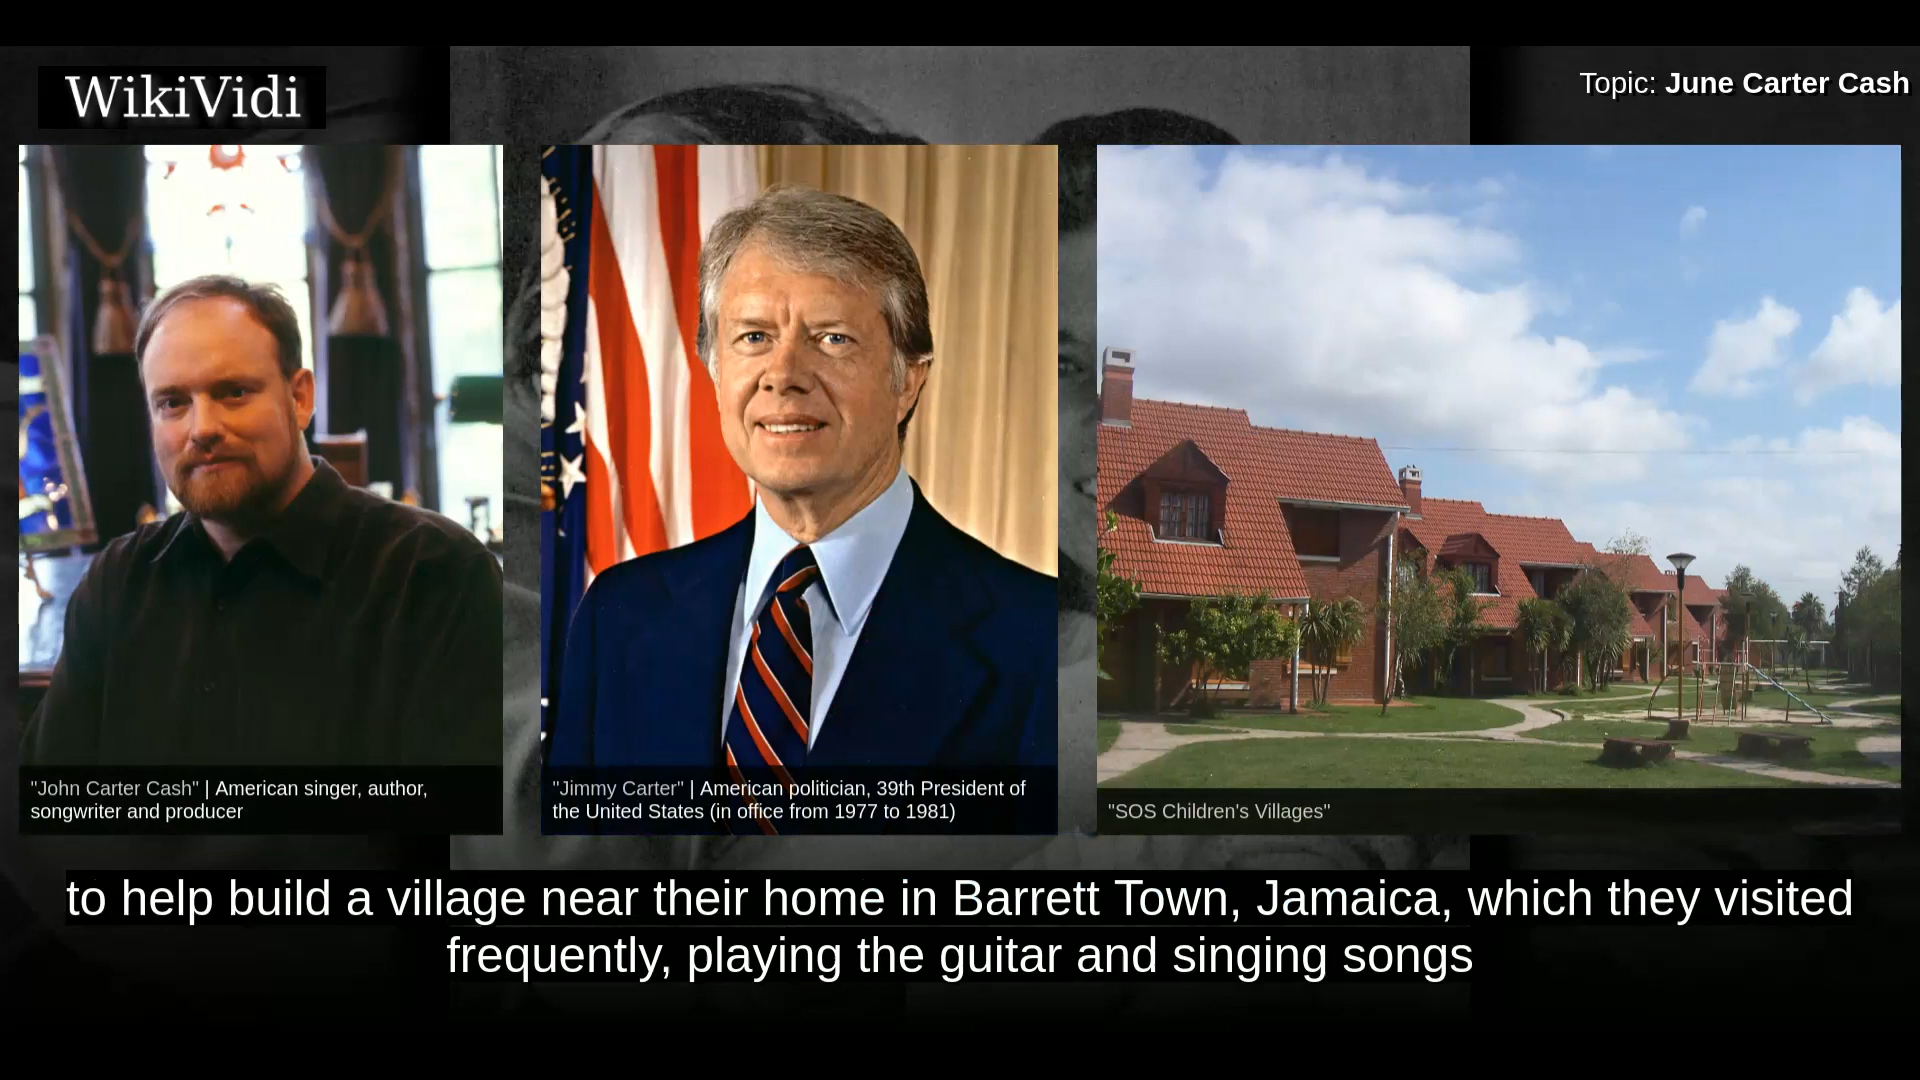 WikiVidi
Topic: June Carter Cash
"John Carter Cash" | American singer, author,
songwriter and producer
"Jimmy Carter" | American politician, 39th President of
the United States (in office from 1977 to 1981)
"SOS Children's Villages"
to help build a village near their home in Barrett Town, Jamaica, which they visited
frequently, playing the guitar and singing songs